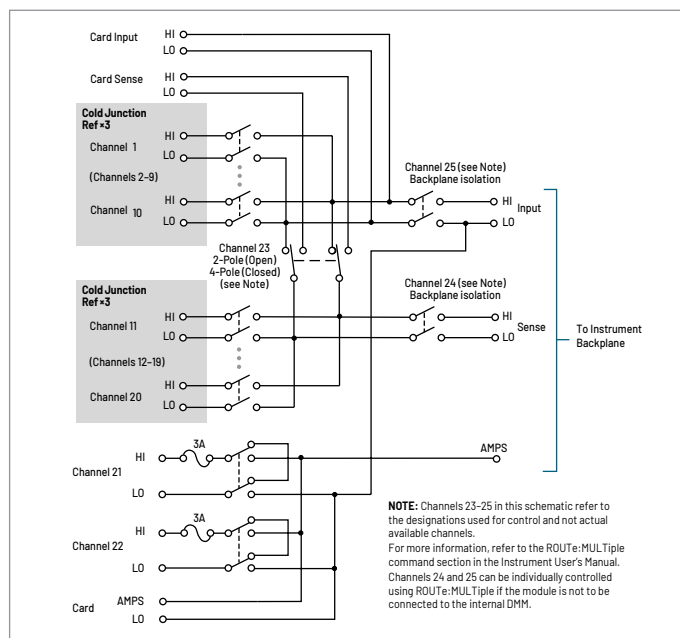 Card Input
HI
LO
Card Sense
HI
LO
Cold Junction
Ref ×3
HI
Channel 1
LO
(Channels 2–9)
HI
Channel 10
LO
Channel 25 (see Note)
Backplane isolation
HI
Input
LO
Channel 23
2-Pole (Open)
4-Pole (Closed)
(see Note)
Cold Junction
Ref ×3
HI
Channel 11
LO
(Channels 12–19)
HI
Channel 20
LO
Channel 24 (see Note)
Backplane isolation
HI
Sense
LO
To Instrument
Backplane
3A
HI
Channel 21
LO
AMPS
3A
HI
Channel 22
LO
AMPS
Card
LO
NOTE: Channels 23–25 in this schematic refer to
the designations used for control and not actual
available channels.
For more information, refer to the ROUTe:MULTiple
command section in the Instrument User's Manual.
Channels 24 and 25 can be individually controlled
using ROUTe:MULTiple if the module is not to be
connected to the internal DMM.